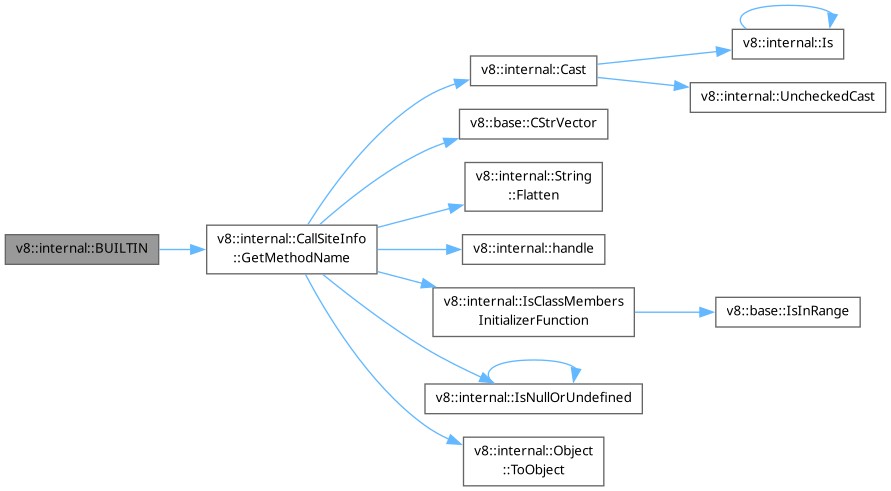 v8::internal::BUILTIN
v8::internal::CallSiteInfo
::GetMethodName
v8::internal::Cast
v8::internal::Is
v8::internal::UncheckedCast
v8::base::CStrVector
v8::internal::String
::Flatten
v8::internal::handle
v8::internal::IsClassMembers
InitializerFunction
v8::base::IsInRange
v8::internal::IsNullOrUndefined
v8::internal::Object
::ToObject